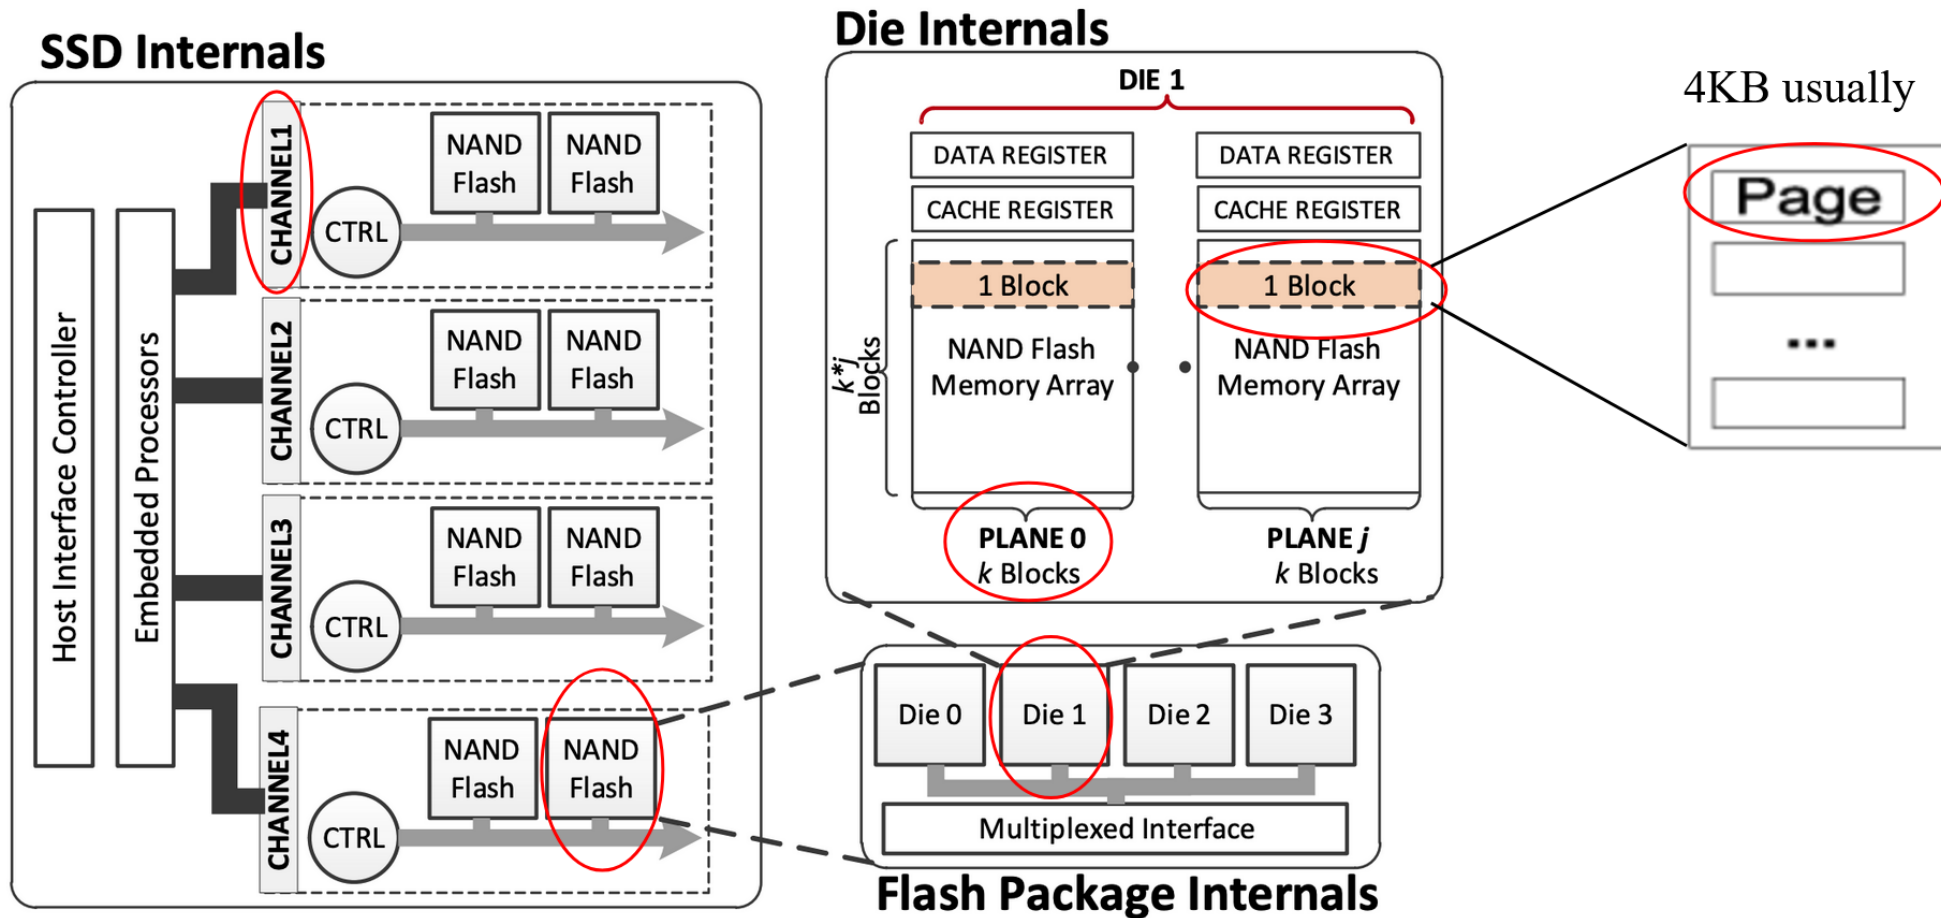 SSD Internals
Host Interface Controller
Embedded Processors
CHANNEL1
CTRL
NAND
Flash
NAND
Flash
CHANNEL2
CTRL
NAND
Flash
NAND
Flash
CHANNEL3
CTRL
NAND
Flash
NAND
Flash
CHANNEL4
CTRL
NAND
Flash
NAND
Flash
Die Internals
DIE 1
DATA REGISTER
CACHE REGISTER
1 Block
NAND Flash
Memory Array
k*j
Blocks
PLANE 0
k Blocks
DATA REGISTER
CACHE REGISTER
1 Block
NAND Flash
Memory Array
PLANE j
k Blocks
4KB usually
Page
...
Die 0
Die 1
Die 2
Die 3
Multiplexed Interface
Flash Package Internals